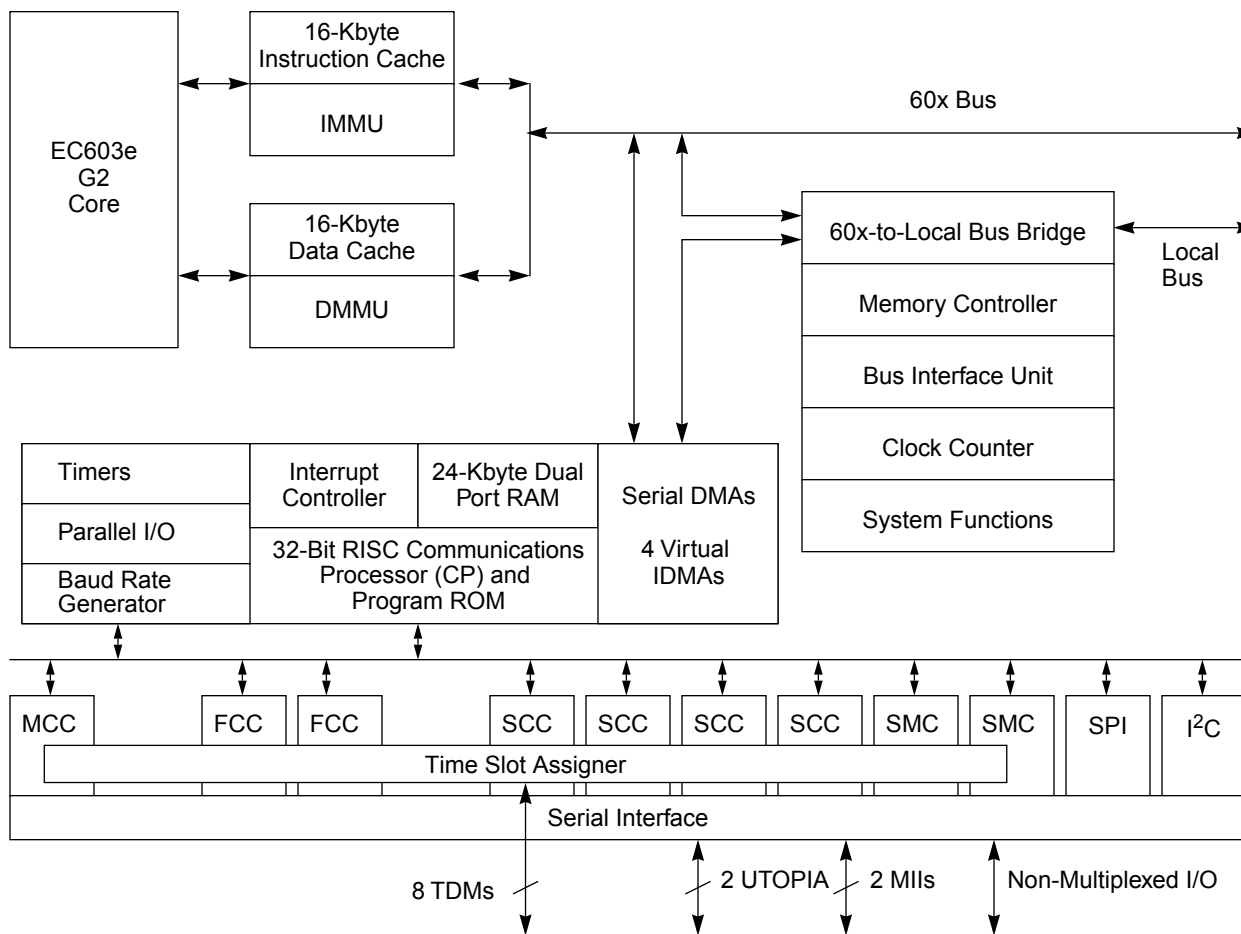 16-Kbyte
Instruction Cache
IMMU
EC603e
G2
Core
16-Kbyte
Data Cache
DMMU
60x Bus
60x-to-Local Bus Bridge
Local
Bus
Memory Controller
Bus Interface Unit
Clock Counter
System Functions
Timers
Parallel I/O
Baud Rate
Generator
Interrupt
Controller
24-Kbyte Dual
Port RAM
32-Bit RISC Communications
Processor (CP) and
Program ROM
Serial DMAs
4 Virtual
IDMAs
MCC
FCC
FCC
SCC
SCC
SCC
SCC
SMC
SMC
SPI
I²C
Time Slot Assigner
Serial Interface
8 TDMs
2 UTOPIA
2 MIIs
Non-Multiplexed I/O